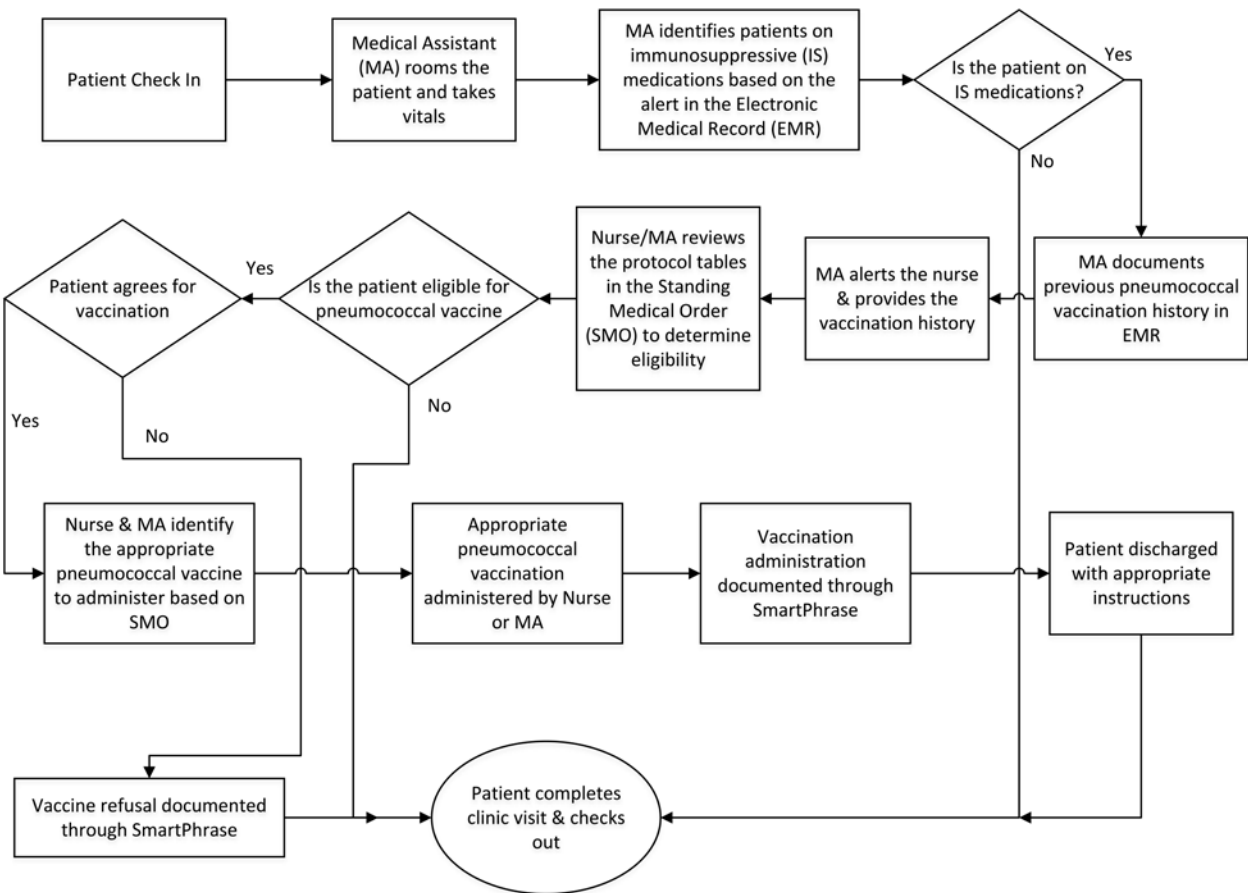 Patient Check In
Medical Assistant
(MA) rooms the
patient and takes
vitals
MA identifies patients on
immunosuppressive (IS)
medications based on the
alert in the Electronic
Medical Record (EMR)
Is the patient on
IS medications?
Yes
No
MA documents
previous pneumococcal
vaccination history in
EMR
MA alerts the nurse
& provides the
vaccination history
Nurse/MA reviews
the protocol tables
in the Standing
Medical Order
(SMO) to determine
eligibility
Is the patient eligible for
pneumococcal vaccine
Yes
No
Patient agrees for
vaccination
Yes
No
Nurse & MA identify
the appropriate
pneumococcal vaccine
to administer based on
SMO
Appropriate
pneumococcal
vaccination
administered by Nurse
or MA
Vaccination
administration
documented through
SmartPhrase
Patient discharged
with appropriate
instructions
Vaccine refusal documented
through SmartPhrase
Patient completes
clinic visit & checks
out